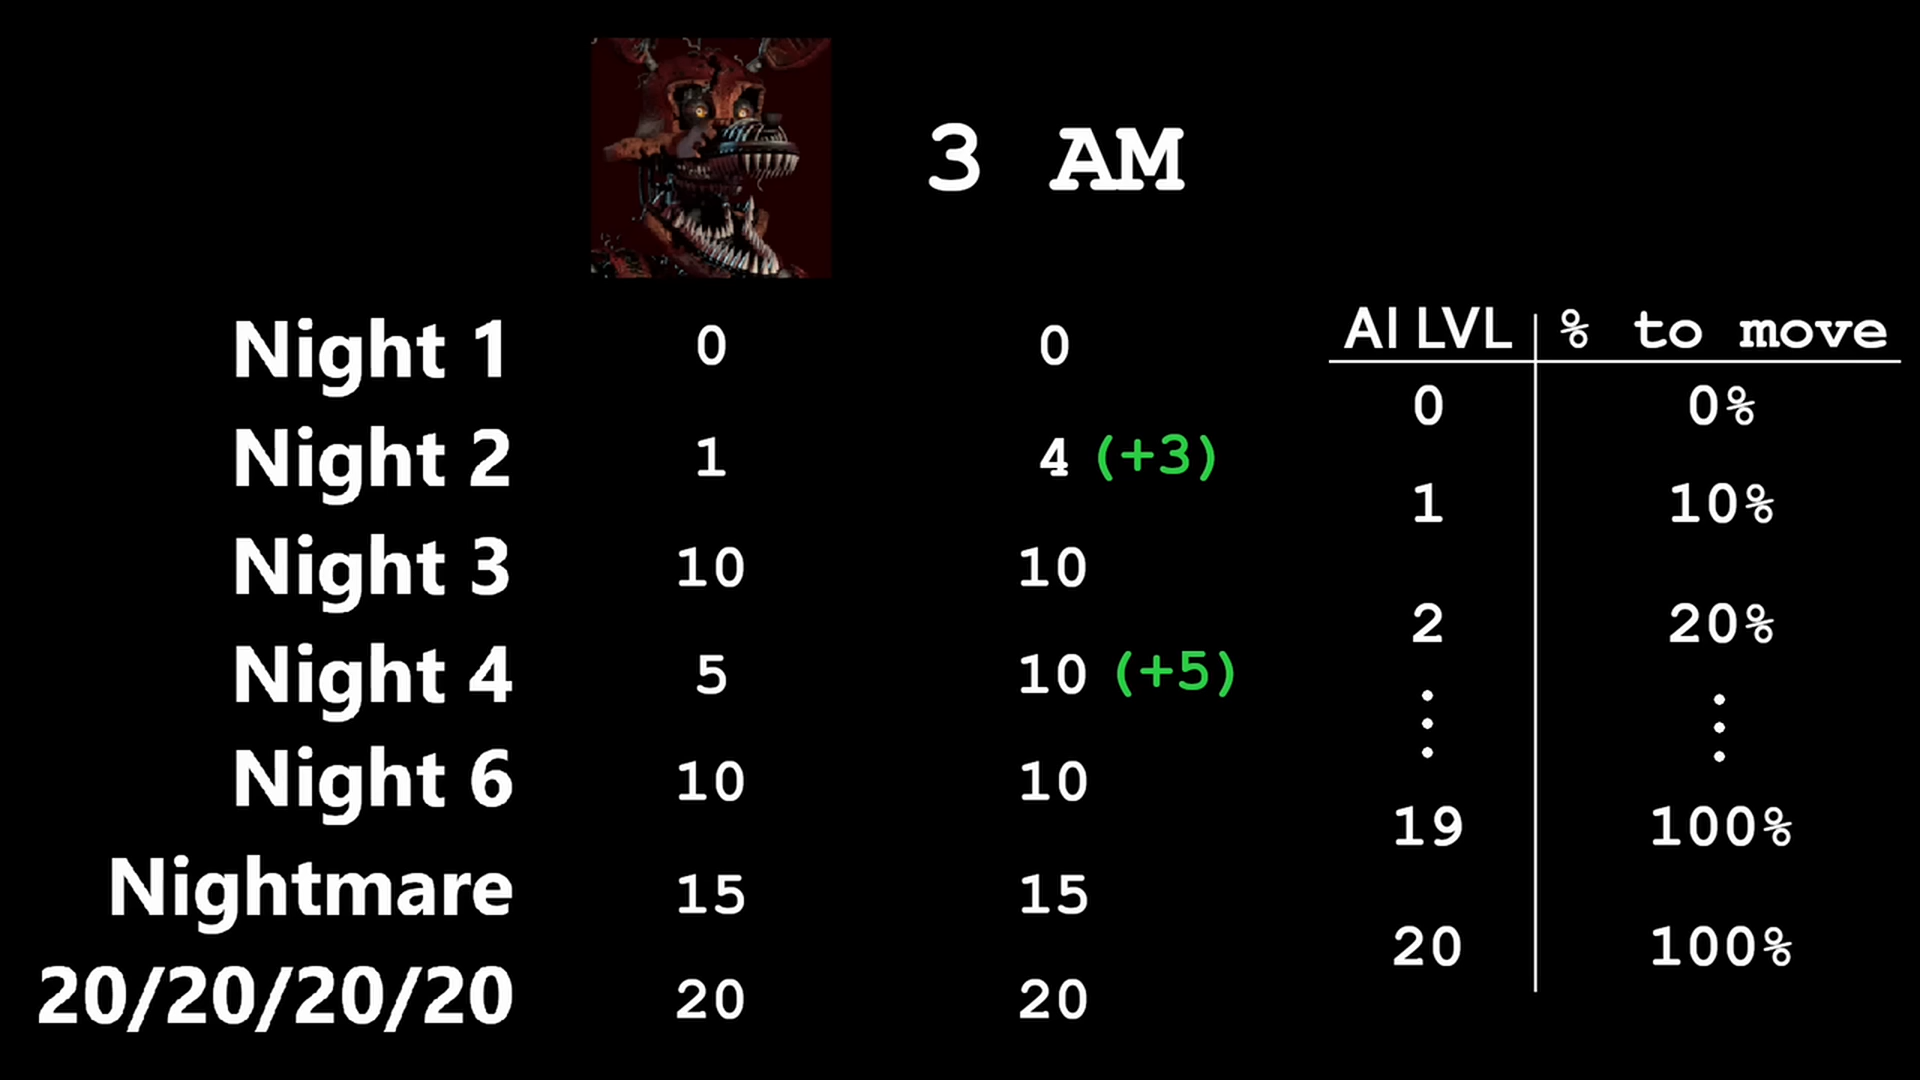 3 AM
Night 1 0 0
Night 2 1 4 (+3)
Night 3 10 10
Night 4 5 10 (+5)
Night 6 10 10
Nightmare 15 15
20/20/20/20 20 20
AI LVL % to move
0 0%
1 10%
2 20%
⋮ ⋮
19 100%
20 100%